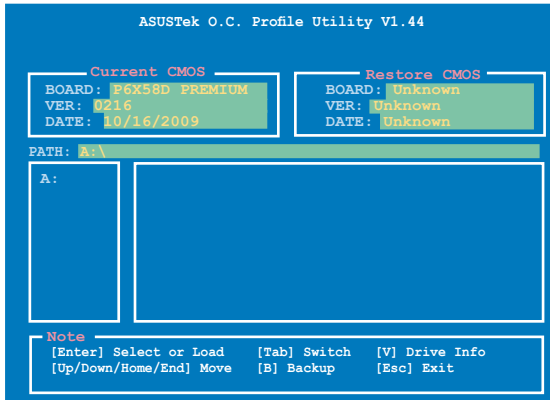 ASUSTek O.C. Profile Utility V1.44
Current CMOS
BOARD: P6X58D PREMIUM
VER: 0216
DATE: 10/16/2009
Restore CMOS
BOARD: Unknown
VER: Unknown
DATE: Unknown
PATH: A:\
A:
Note
[Enter] Select or Load [Tab] Switch [V] Drive Info
[Up/Down/Home/End] Move [B] Backup [Esc] Exit